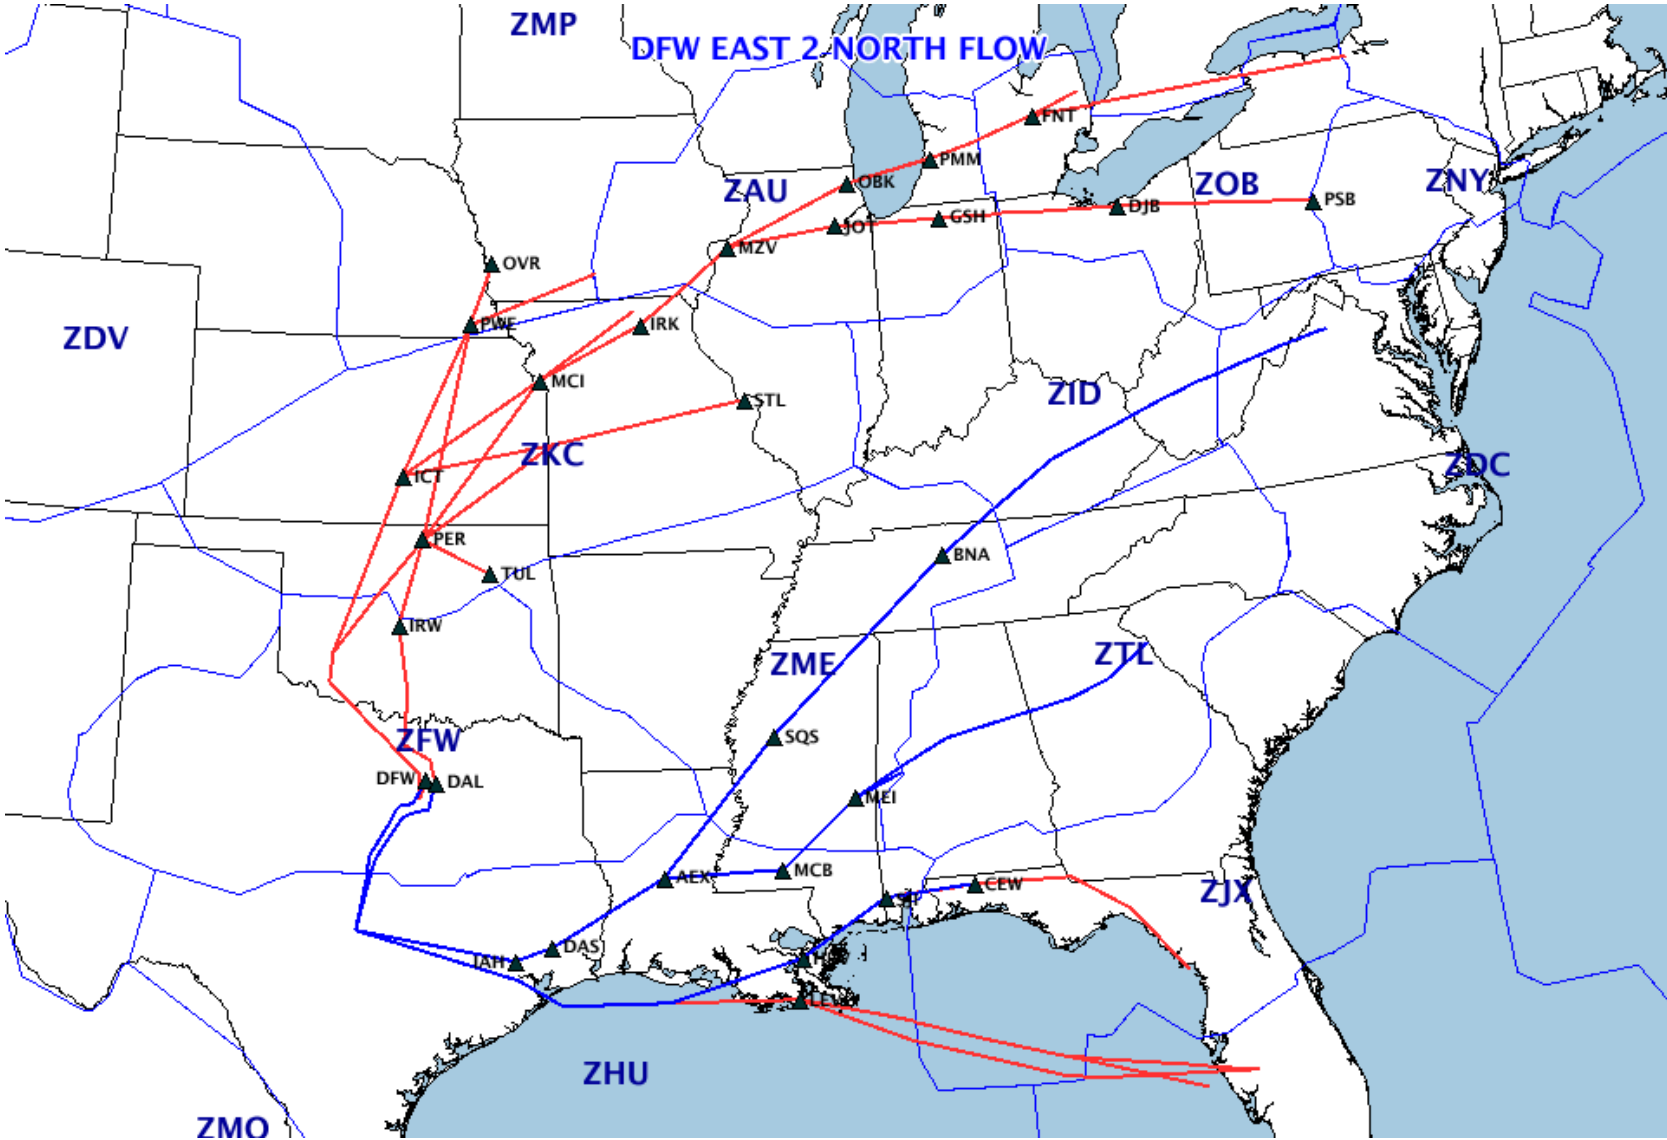 ZMP
DFW EAST 2 NORTH FLOW
FNT
PMM
OBK
ZAU
ZOB
ZNY
PSB
DJB
GSH
JOT
MZV
OVR
PWE
IRK
ZDV
MCI
STL
ZID
ZKC
ICT
ZDC
PER
BNA
TUL
IRW
ZME
ZTL
SQS
ZFW
DFW
DAL
MEI
MCB
AEX
CEW
ZJX
DAS
IAH
LEV
ZHU
ZMO